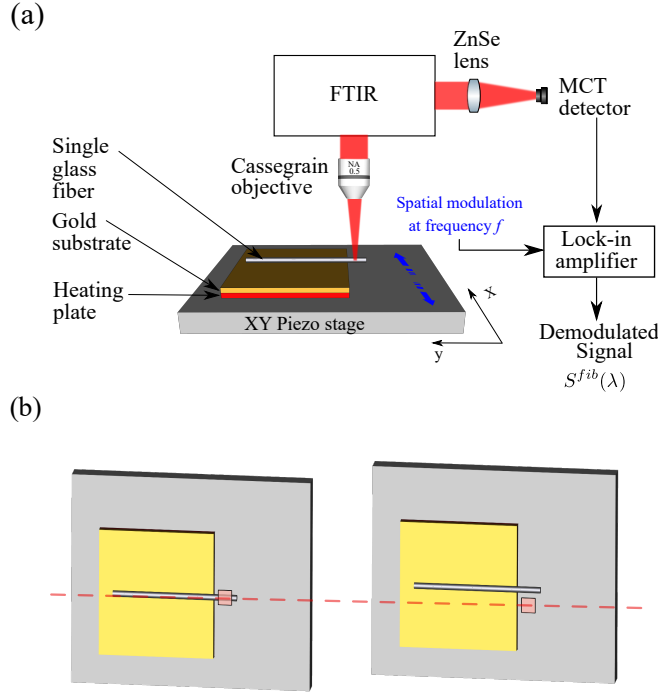 (a)
ZnSe
lens
FTIR
MCT
detector
Single
glass
fiber
Cassegrain
objective
NA
0.5
Gold
substrate
Spatial modulation
at frequency f
Lock-in
amplifier
Heating
plate
X
XY Piezo stage
y
Demodulated
Signal
S^{fib}(λ)
(b)